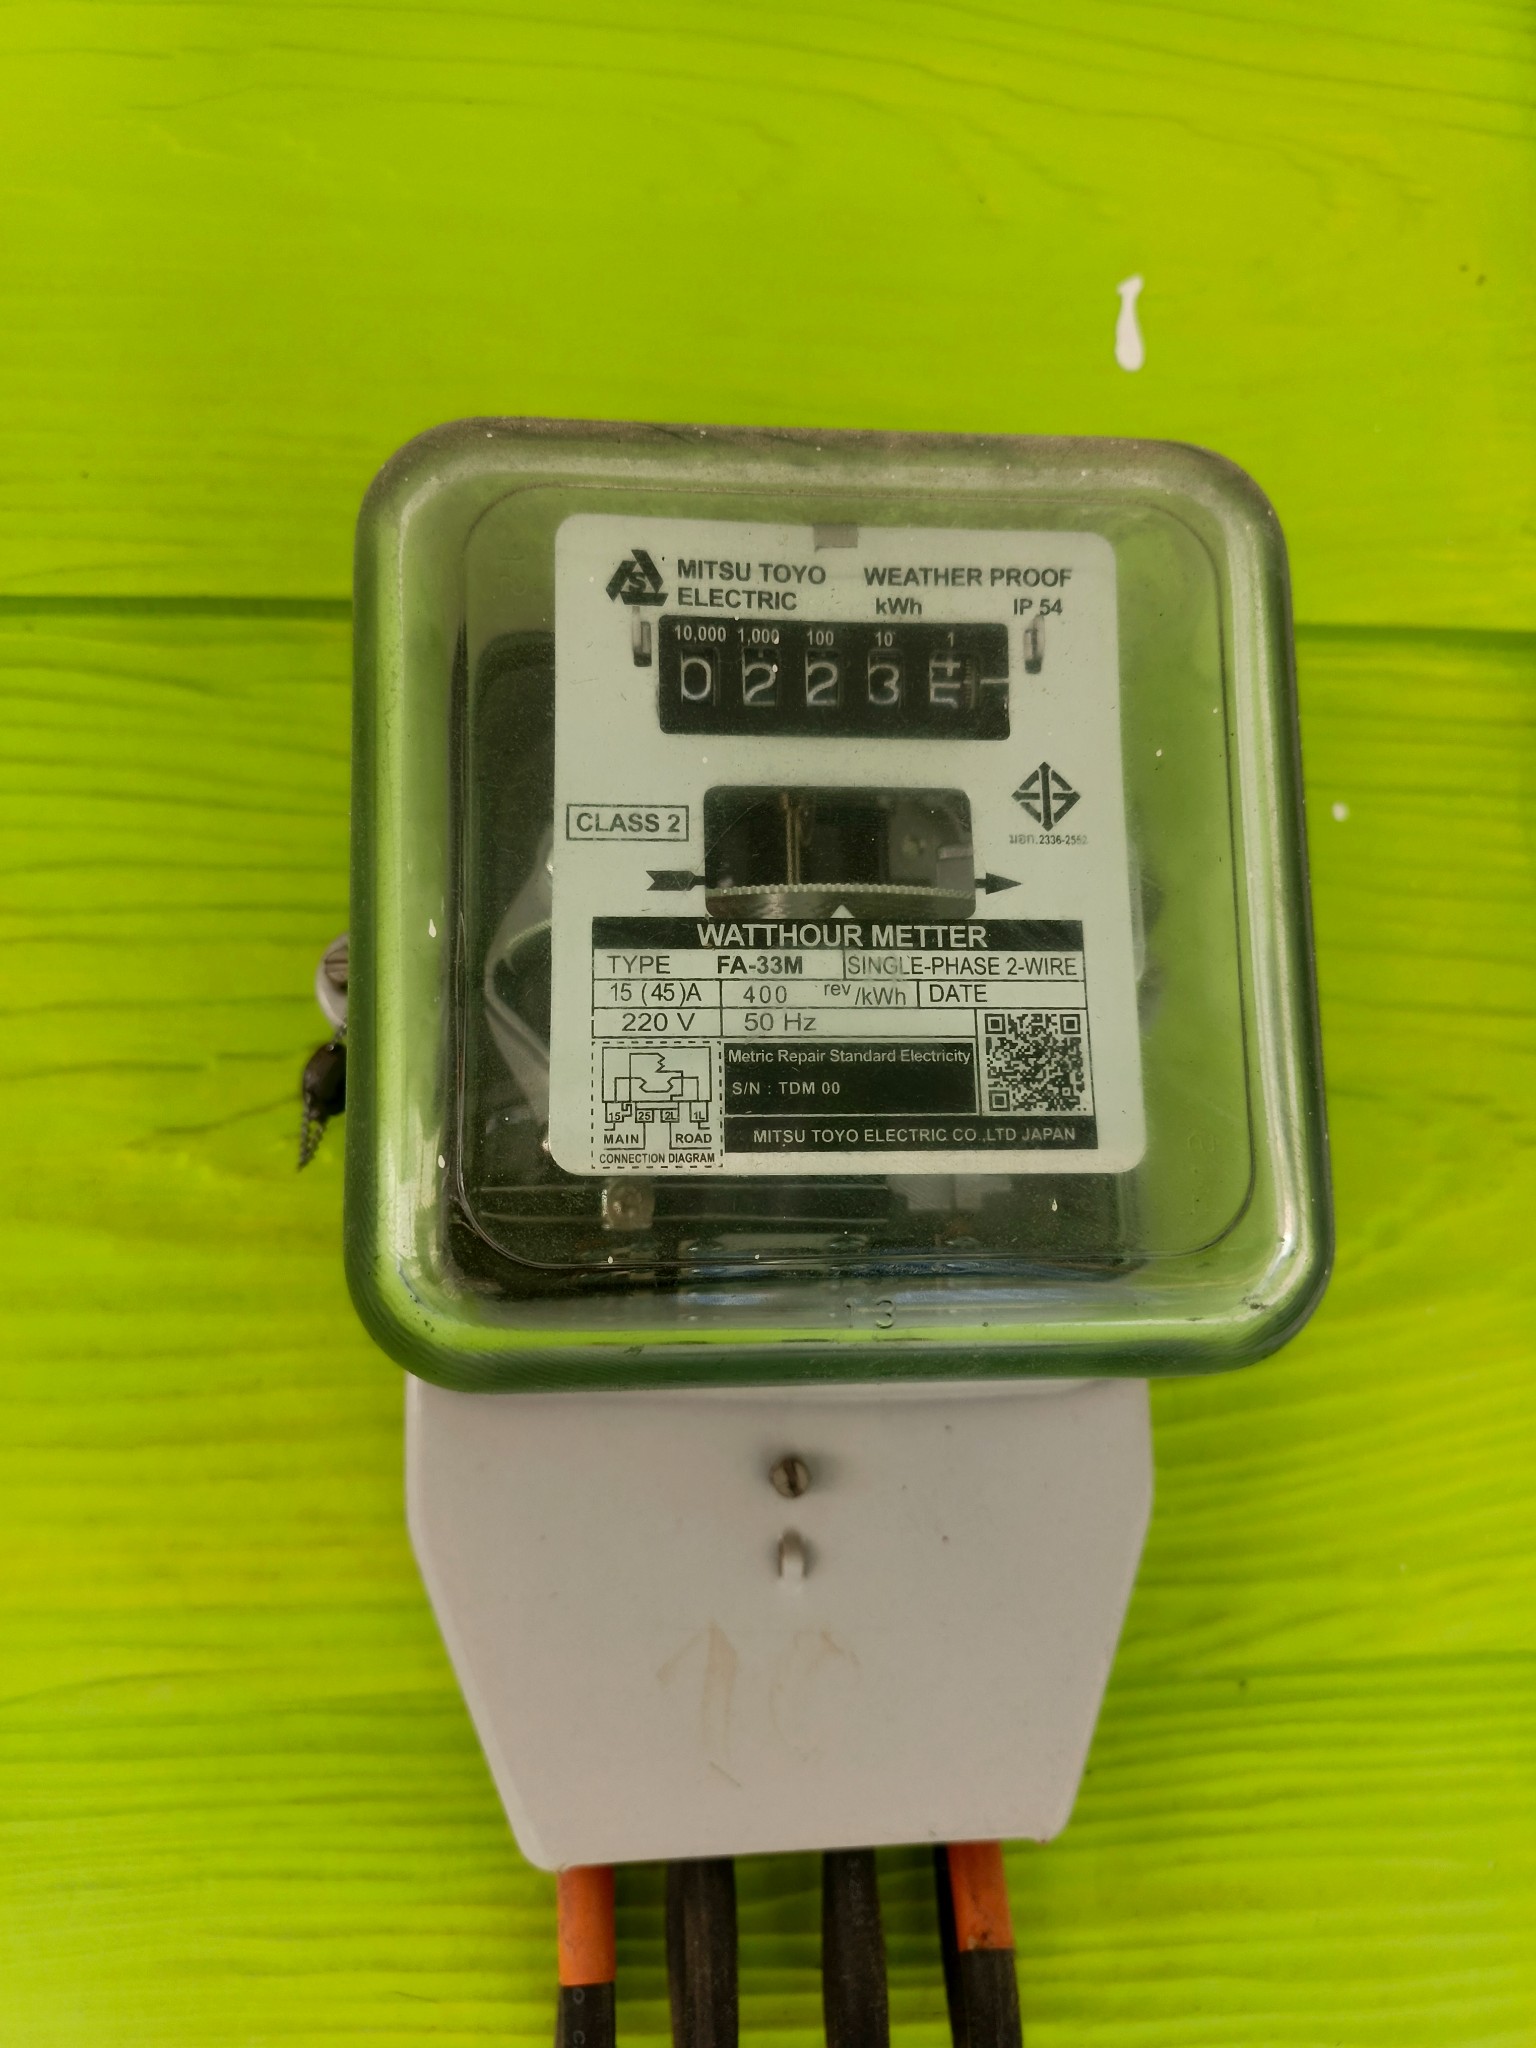 S MITSU TOYO
ELECTRIC
WEATHER PROOF
kWh IP 54
10,000 1,000 100 10 1
0 2 2 3
CLASS 2
มอก.2336-2552
WATTHOUR METTER
TYPE FA-33M SINGLE-PHASE 2-WIRE
15 (45)A 400 rev/kWh DATE
220 V 50 Hz
Metric Repair Standard Electricity
S/N : TDM 00
1S 2S 2L 1L
MAIN ROAD
CONNECTION DIAGRAM
MITSU TOYO ELECTRIC CO.,LTD JAPAN
13